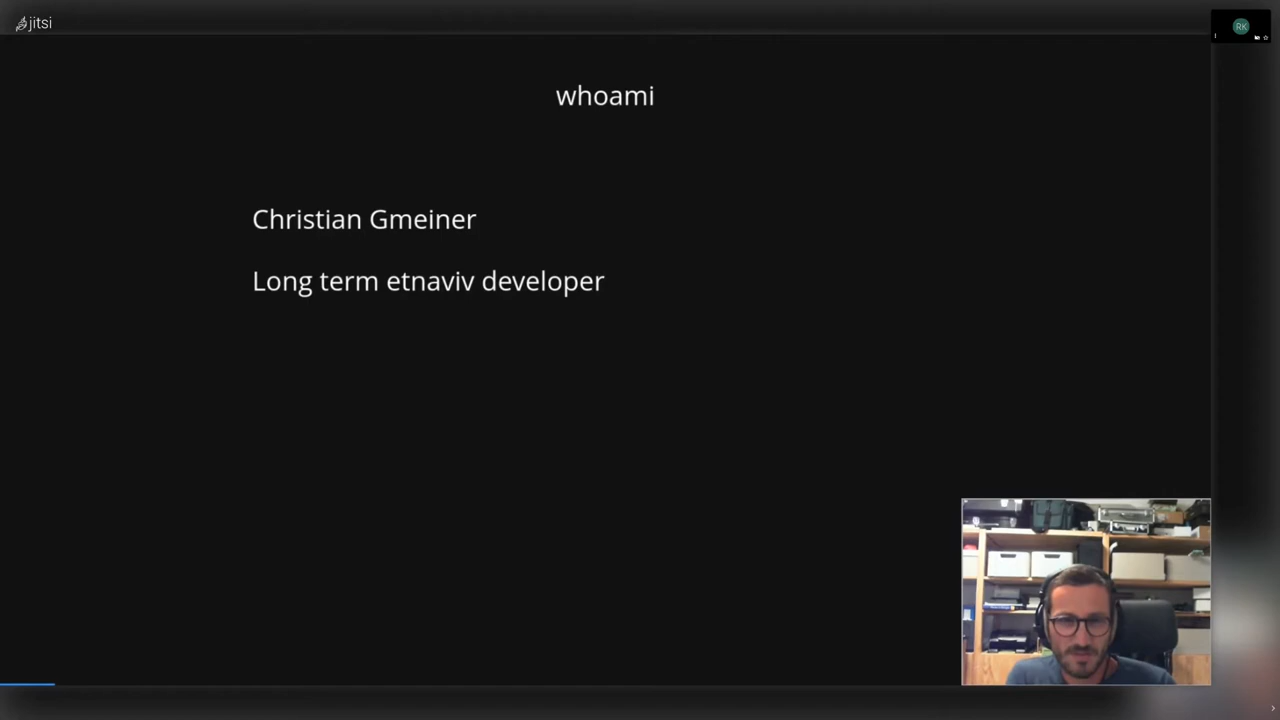 jitsi
RK
whoami
Christian Gmeiner
Long term etnaviv developer